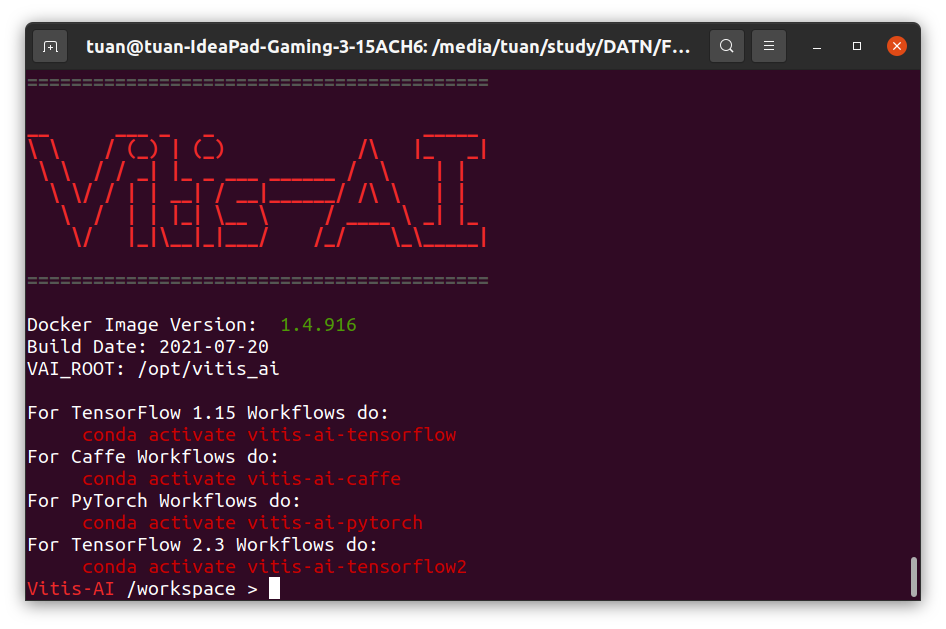 tuan@tuan-IdeaPad-Gaming-3-15ACH6: /media/tuan/study/DATN/F...
==========================================
Vitis-AI
==========================================
Docker Image Version:  1.4.916
Build Date: 2021-07-20
VAI_ROOT: /opt/vitis_ai
For TensorFlow 1.15 Workflows do:
conda activate vitis-ai-tensorflow
For Caffe Workflows do:
conda activate vitis-ai-caffe
For PyTorch Workflows do:
conda activate vitis-ai-pytorch
For TensorFlow 2.3 Workflows do:
conda activate vitis-ai-tensorflow2
Vitis-AI /workspace >